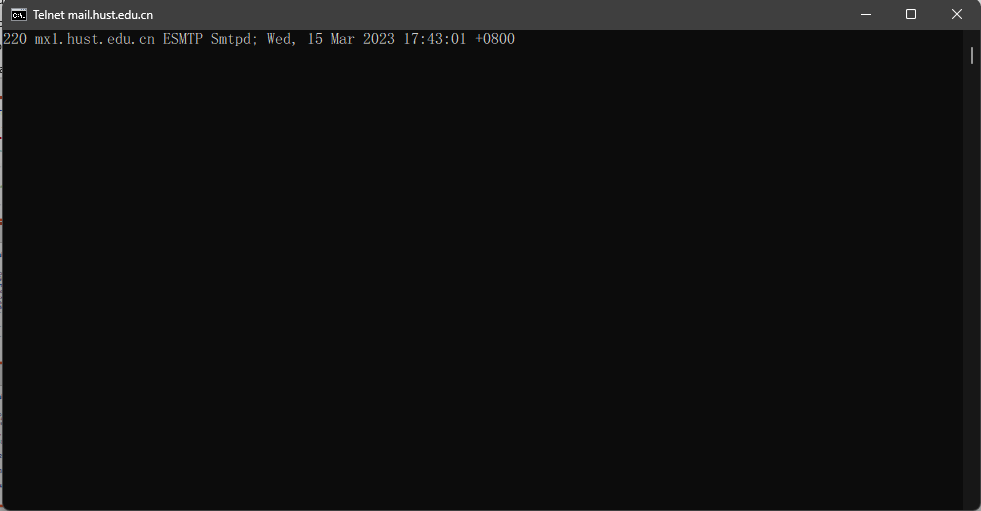 Telnet mail.hust.edu.cn
220 mx1.hust.edu.cn ESMTP Smtpd; Wed, 15 Mar 2023 17:43:01 +0800